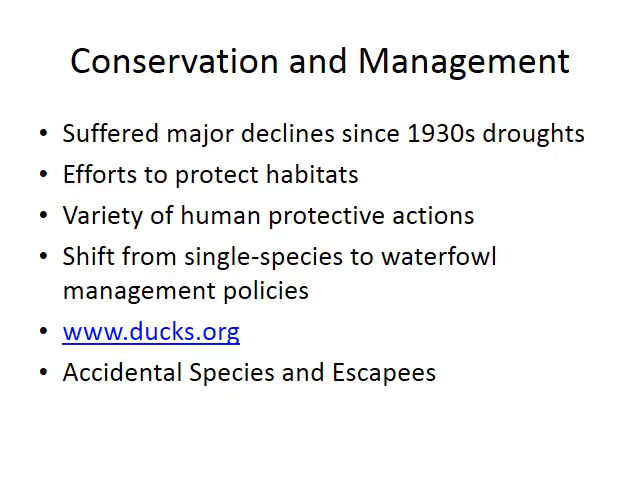 Conservation and Management
• Suffered major declines since 1930s droughts
• Efforts to protect habitats
• Variety of human protective actions
• Shift from single-species to waterfowl
management policies
• www.ducks.org
• Accidental Species and Escapees